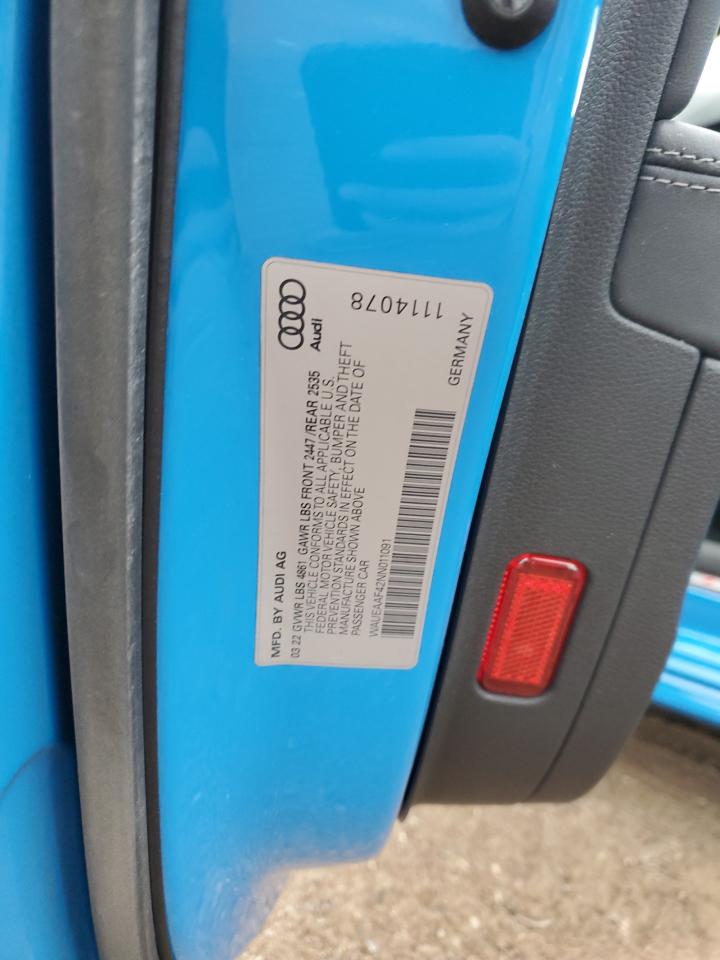 MFD. BY AUDI AG
Audi
03 22 GVWR LBS 4861 GAWR LBS FRONT 2447/REAR 2535
THIS VEHICLE CONFORMS TO ALL APPLICABLE U.S.
FEDERAL MOTOR VEHICLE SAFETY, BUMPER AND THEFT
PREVENTION STANDARDS IN EFFECT ON THE DATE OF
MANUFACTURE SHOWN ABOVE
PASSENGER CAR
1114078
WAUEAAF42NN011091
GERMANY